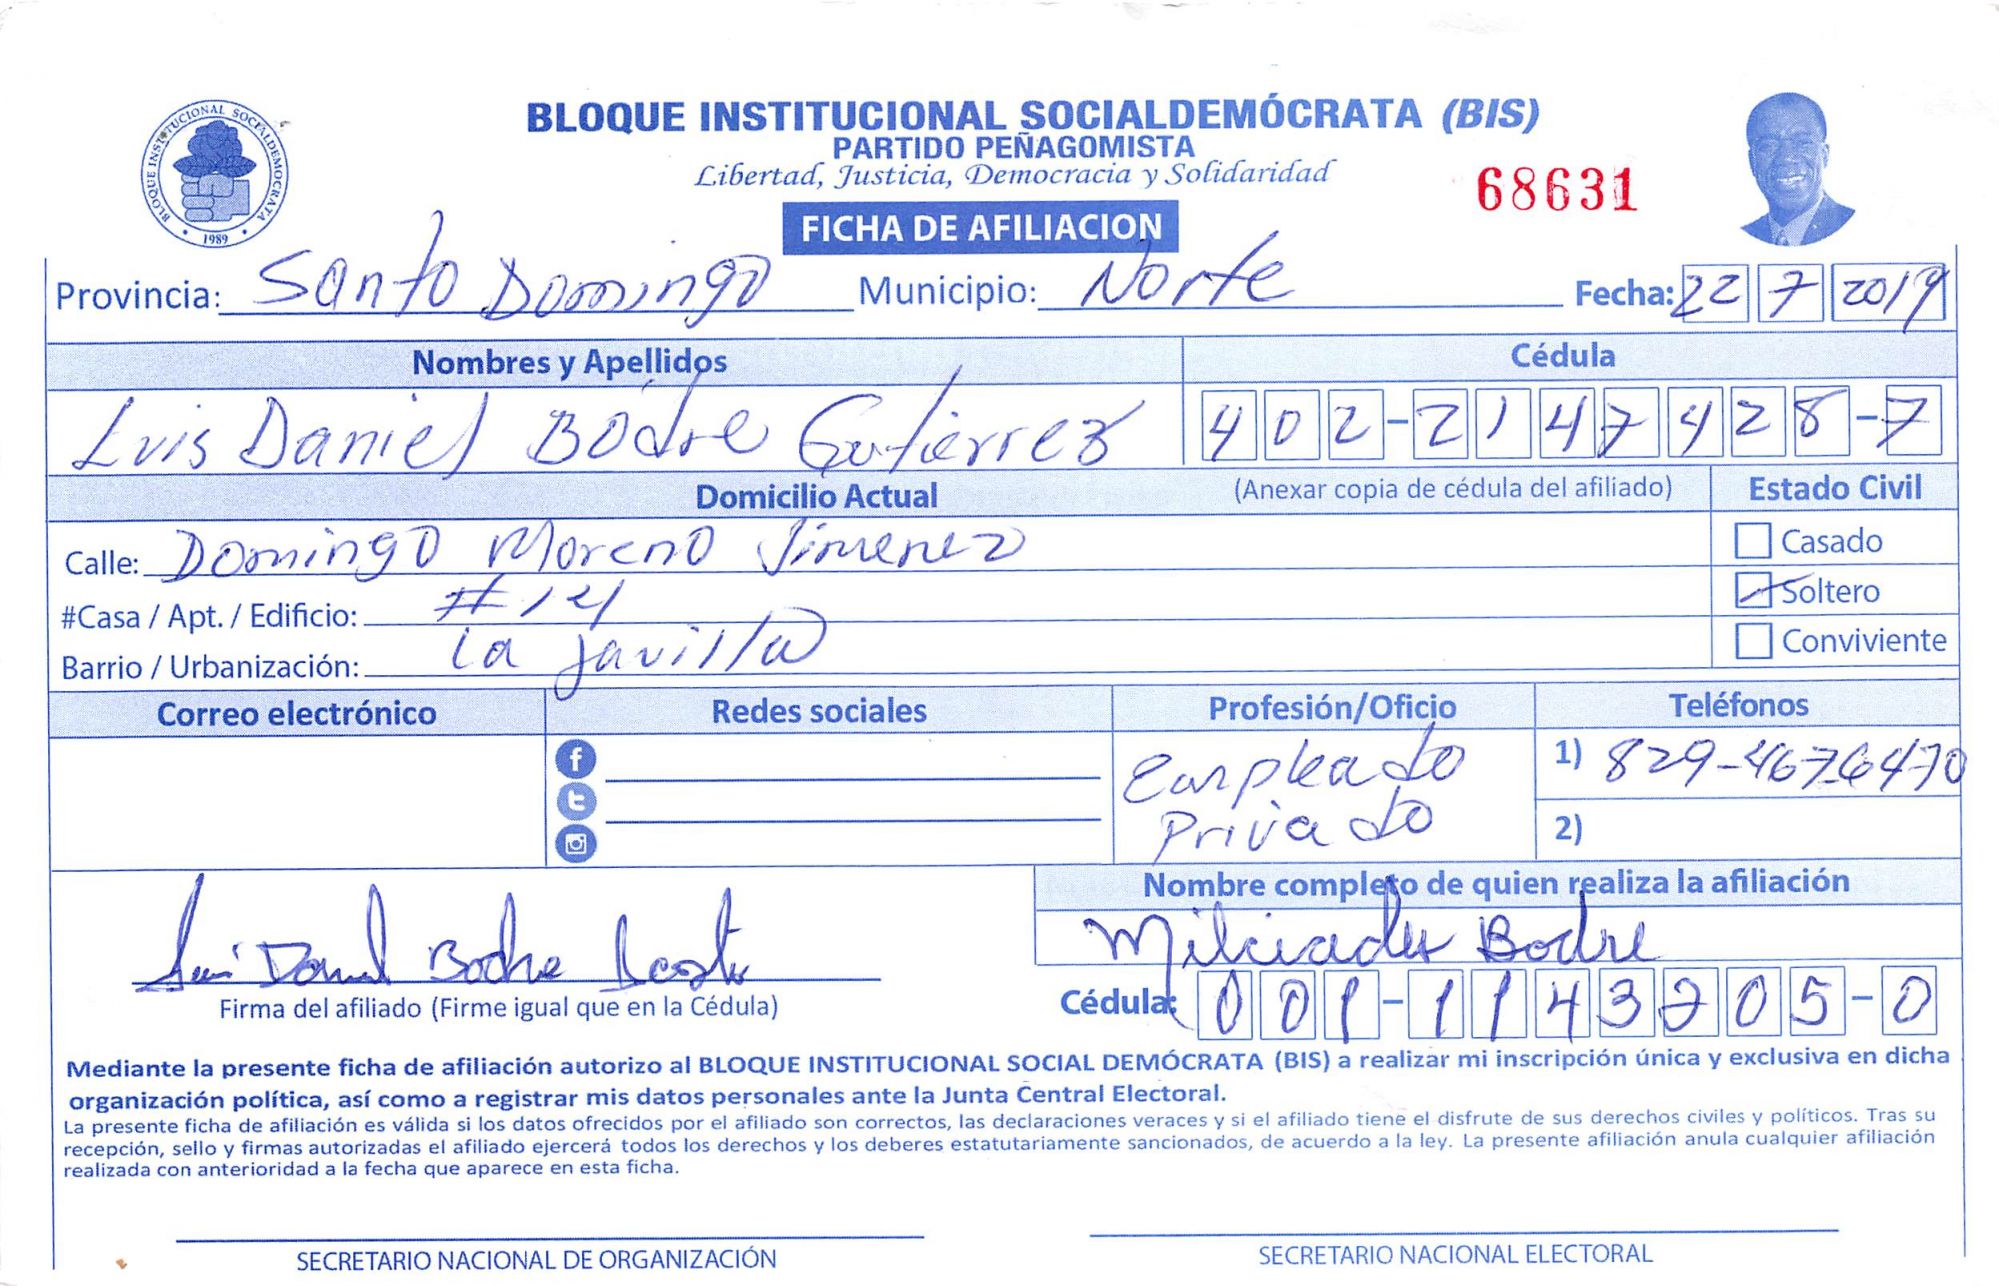 BLOQUE INSTITUCIONAL SOCIALDEMOCRATA
1989
BLOQUE INSTITUCIONAL SOCIALDEMÓCRATA (BIS)
PARTIDO PEÑAGOMISTA
Libertad, Justicia, Democracia y Solidaridad
68631
FICHA DE AFILIACION
Provincia: Santo Domingo Municipio: Norte Fecha: 22 7 2019
Nombres y Apellidos Cédula
Luis Daniel Bodre Gutierrez 402-2147428-7
Domicilio Actual (Anexar copia de cédula del afiliado) Estado Civil
Calle: Domingo Moreno Jimenez Casado
#Casa / Apt. / Edificio: #14 Soltero
Barrio / Urbanización: la javilla Conviviente
Correo electrónico Redes sociales Profesión/Oficio Teléfonos
Empleado 1) 829-4676470
Privado 2)
Nombre completo de quien realiza la afiliación
Luis Daniel Bodre Acosta Milciades Bodre
Firma del afiliado (Firme igual que en la Cédula) Cédula: 001-1143205-0
Mediante la presente ficha de afiliación autorizo al BLOQUE INSTITUCIONAL SOCIAL DEMÓCRATA (BIS) a realizar mi inscripción única y exclusiva en dicha
organización política, así como a registrar mis datos personales ante la Junta Central Electoral.
La presente ficha de afiliación es válida si los datos ofrecidos por el afiliado son correctos, las declaraciones veraces y si el afiliado tiene el disfrute de sus derechos civiles y políticos. Tras su
recepción, sello y firmas autorizadas el afiliado ejercerá todos los derechos y los deberes estatutariamente sancionados, de acuerdo a la ley. La presente afiliación anula cualquier afiliación
realizada con anterioridad a la fecha que aparece en esta ficha.
SECRETARIO NACIONAL DE ORGANIZACIÓN SECRETARIO NACIONAL ELECTORAL